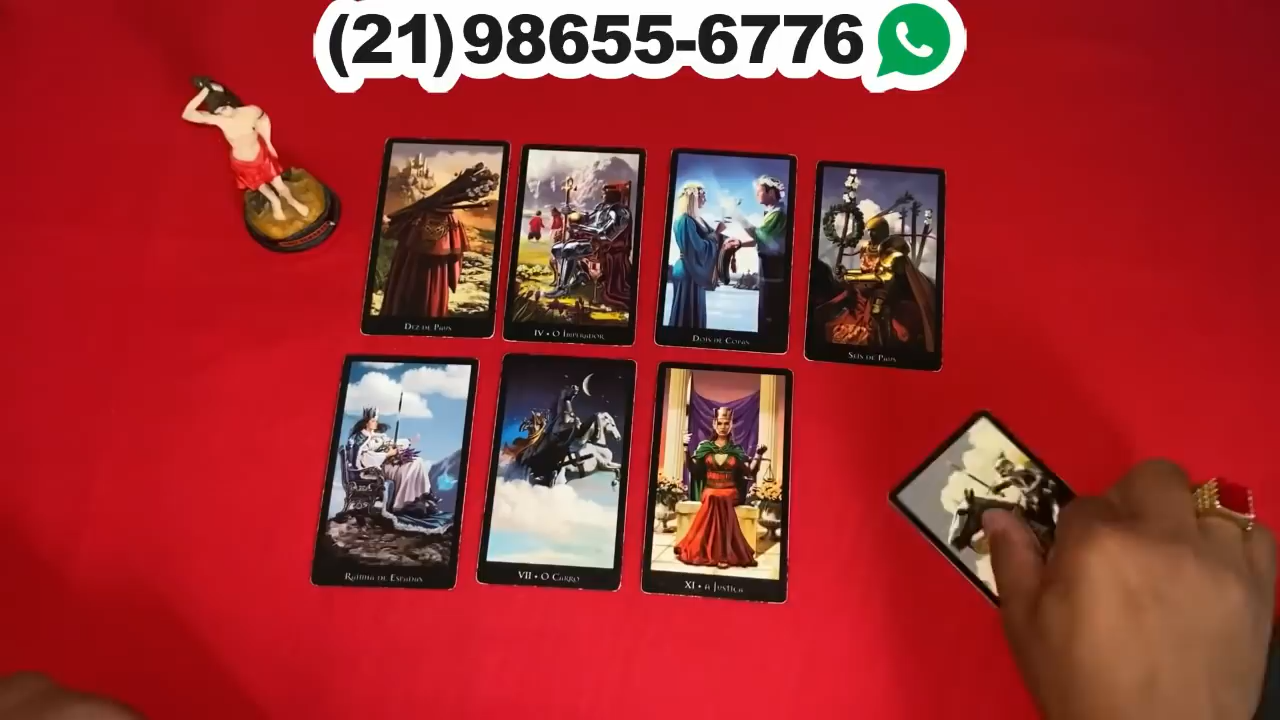 (21)98655-6776
Dez de Paus
IV • O Imperador
Dois de Copas
Seis de Paus
Rainha de Espadas
VII • O Carro
XI • A Justiça